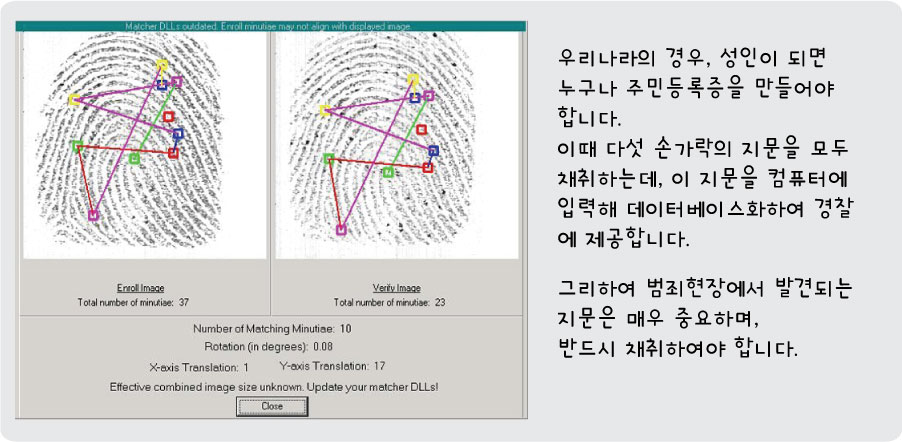 Matcher DLLs outdated. Enroll minutiae may not align with displayed image.
Enroll Image
Total number of minutiae: 37
Verify Image
Total number of minutiae: 23
Number of Matching Minutiae: 10
Rotation (in degrees): 0.08
X-axis Translation: 1
Y-axis Translation: 17
Effective combined image size unknown. Update your matcher DLLs!
Close
우리나라의 경우, 성인이 되면
누구나 주민등록증을 만들어야
합니다.
이때 다섯 손가락의 지문을 모두
채취하는데, 이 지문을 컴퓨터에
입력해 데이터베이스화하여 경찰
에 제공합니다.
그리하여 범죄현장에서 발견되는
지문은 매우 중요하며,
반드시 채취하여야 합니다.